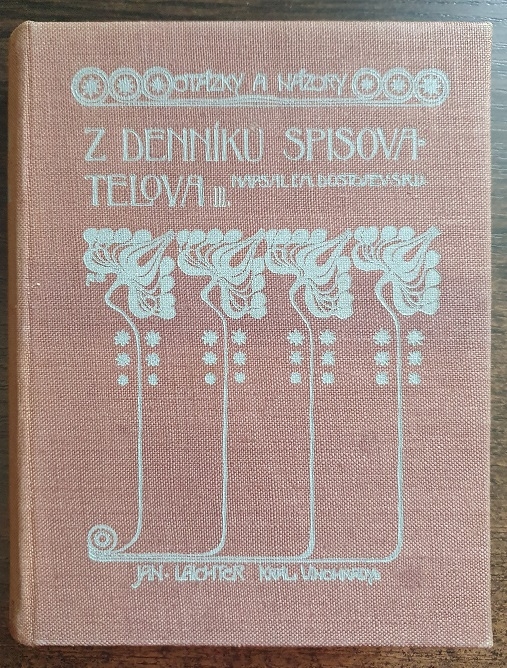 OTÁZKY A NÁZORY
Z DENNÍKU SPISOVA-
TELOVA III. NAPSAL F. M. DOSTOJEVSKIJ.
JAN LAICHTER KRÁL. VINOHRADY